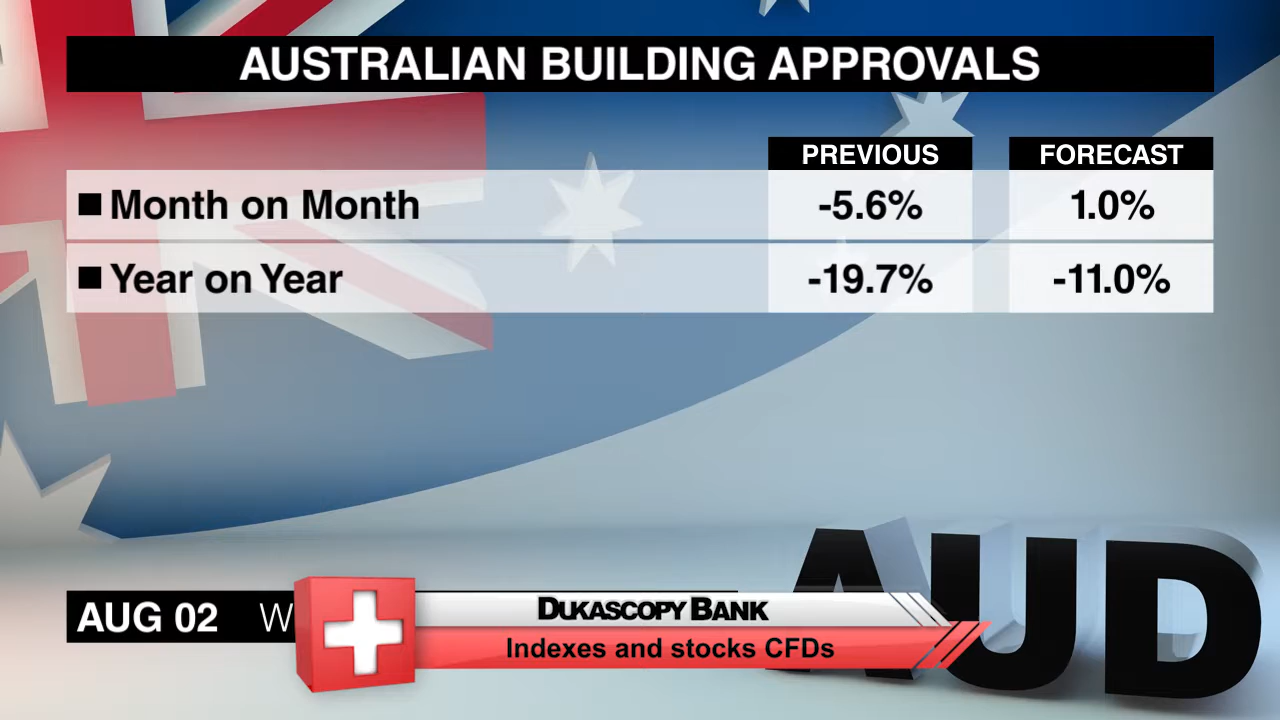 AUSTRALIAN BUILDING APPROVALS
PREVIOUS FORECAST
Month on Month -5.6% 1.0%
Year on Year -19.7% -11.0%
AUG 02
DUKASCOPY BANK
Indexes and stocks CFDs
AUD